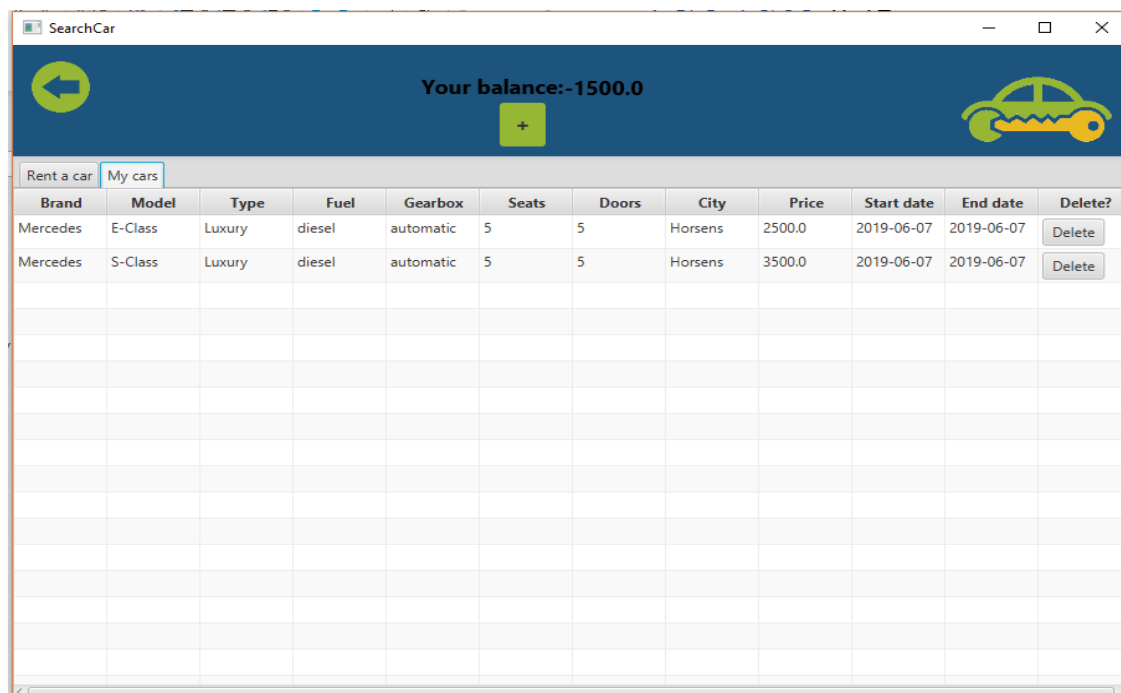 SearchCar
Your balance:-1500.0
+
Rent a car My cars
Brand Model Type Fuel Gearbox Seats Doors City Price Start date End date Delete?
Mercedes E-Class Luxury diesel automatic 5 5 Horsens 2500.0 2019-06-07 2019-06-07 Delete
Mercedes S-Class Luxury diesel automatic 5 5 Horsens 3500.0 2019-06-07 2019-06-07 Delete